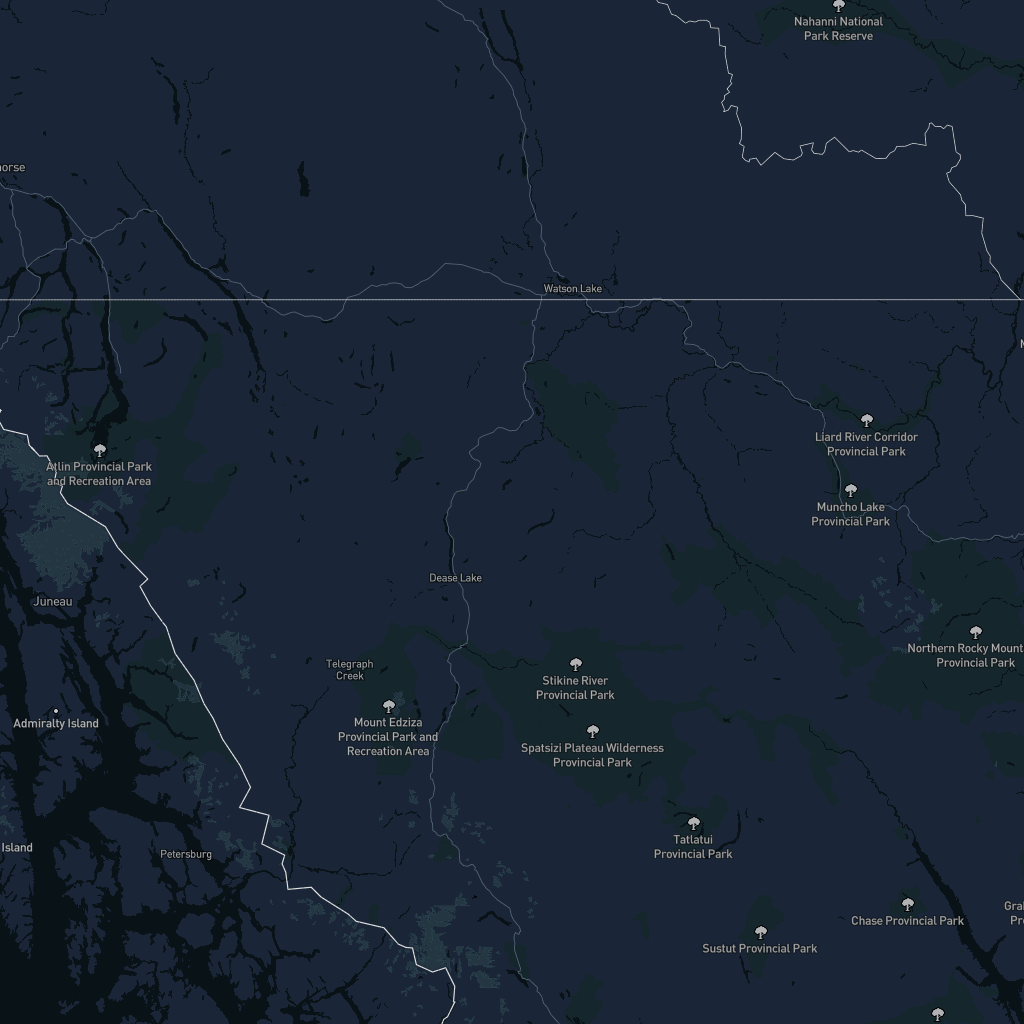 Nahanni National
Park Reserve
horse
Watson Lake
Liard River Corridor
Provincial Park
Atlin Provincial Park
and Recreation Area
Muncho Lake
Provincial Park
Dease Lake
Juneau
Northern Rocky Mount
Provincial Park
Telegraph
Creek
Stikine River
Provincial Park
Admiralty Island
Mount Edziza
Provincial Park and
Recreation Area
Spatsizi Plateau Wilderness
Provincial Park
Tatlatui
Provincial Park
Island
Petersburg
Chase Provincial Park
Gra
Pr
Sustut Provincial Park